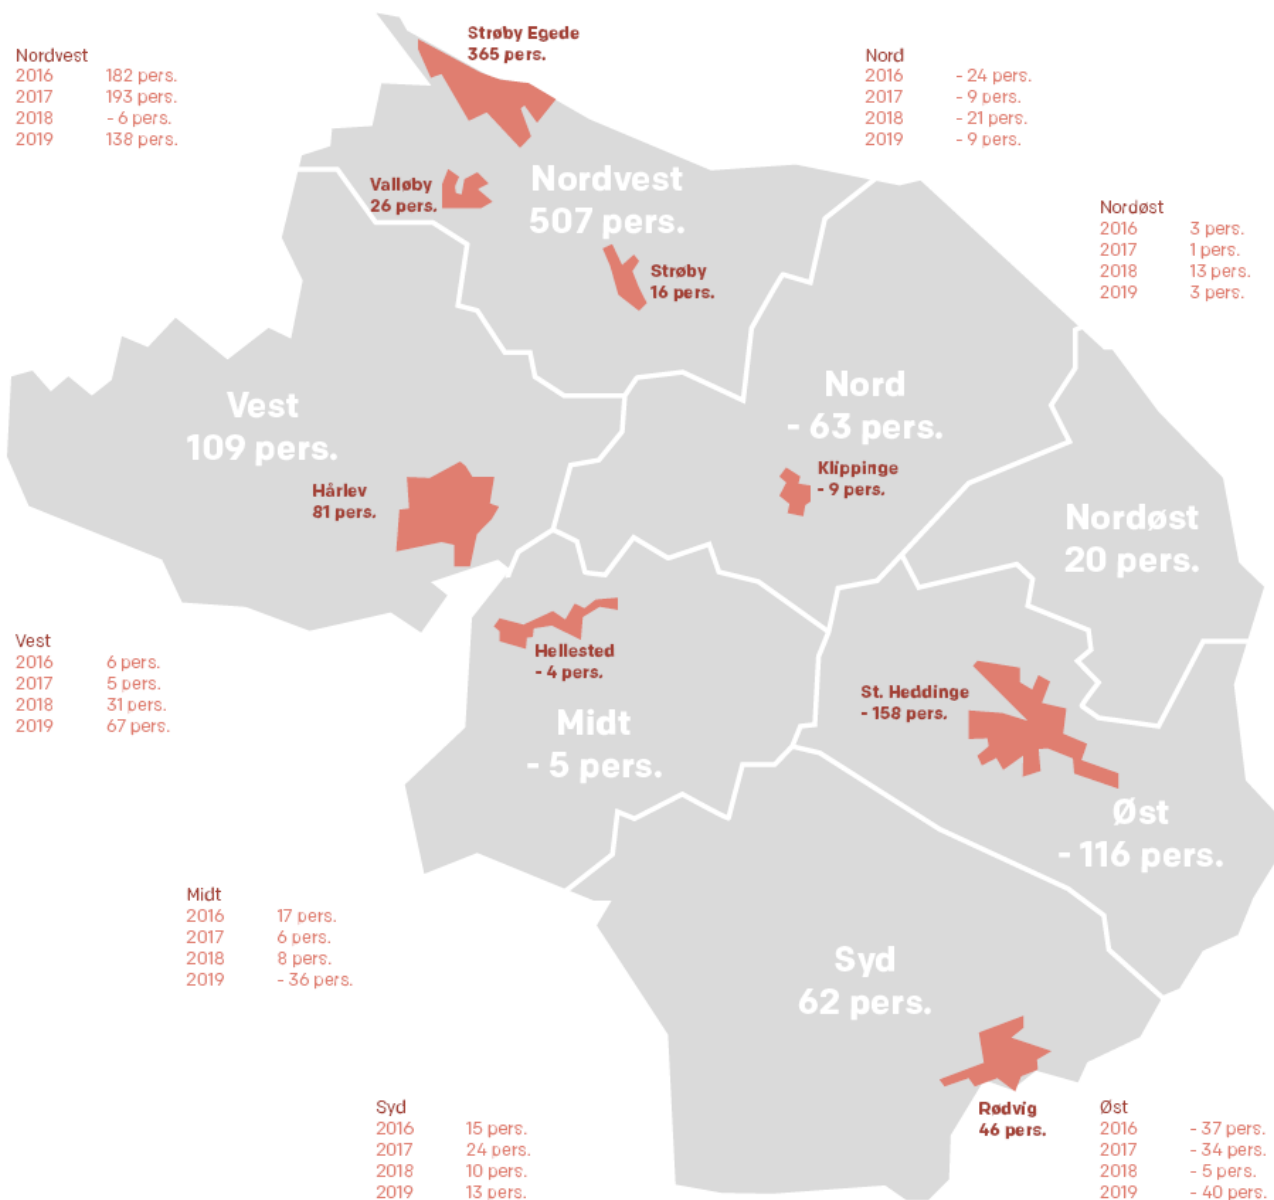 Strøby Egede
365 pers.
Nordvest
2016 182 pers.
2017 193 pers.
2018 - 6 pers.
2019 138 pers.
Nord
2016 - 24 pers.
2017 - 9 pers.
2018 - 21 pers.
2019 - 9 pers.
Valløby
26 pers.
Nordvest
507 pers.
Nordøst
2016 3 pers.
2017 1 pers.
2018 13 pers.
2019 3 pers.
Strøby
16 pers.
Vest
109 pers.
Nord
- 63 pers.
Hårlev
81 pers.
Klippinge
- 9 pers.
Nordøst
20 pers.
Vest
2016 6 pers.
2017 5 pers.
2018 31 pers.
2019 67 pers.
Hellested
- 4 pers.
St. Heddinge
- 158 pers.
Midt
- 5 pers.
Øst
- 116 pers.
Midt
2016 17 pers.
2017 6 pers.
2018 8 pers.
2019 - 36 pers.
Syd
62 pers.
Rødvig
46 pers.
Syd
2016 15 pers.
2017 24 pers.
2018 10 pers.
2019 13 pers.
Øst
2016 - 37 pers.
2017 - 34 pers.
2018 - 5 pers.
2019 - 40 pers.